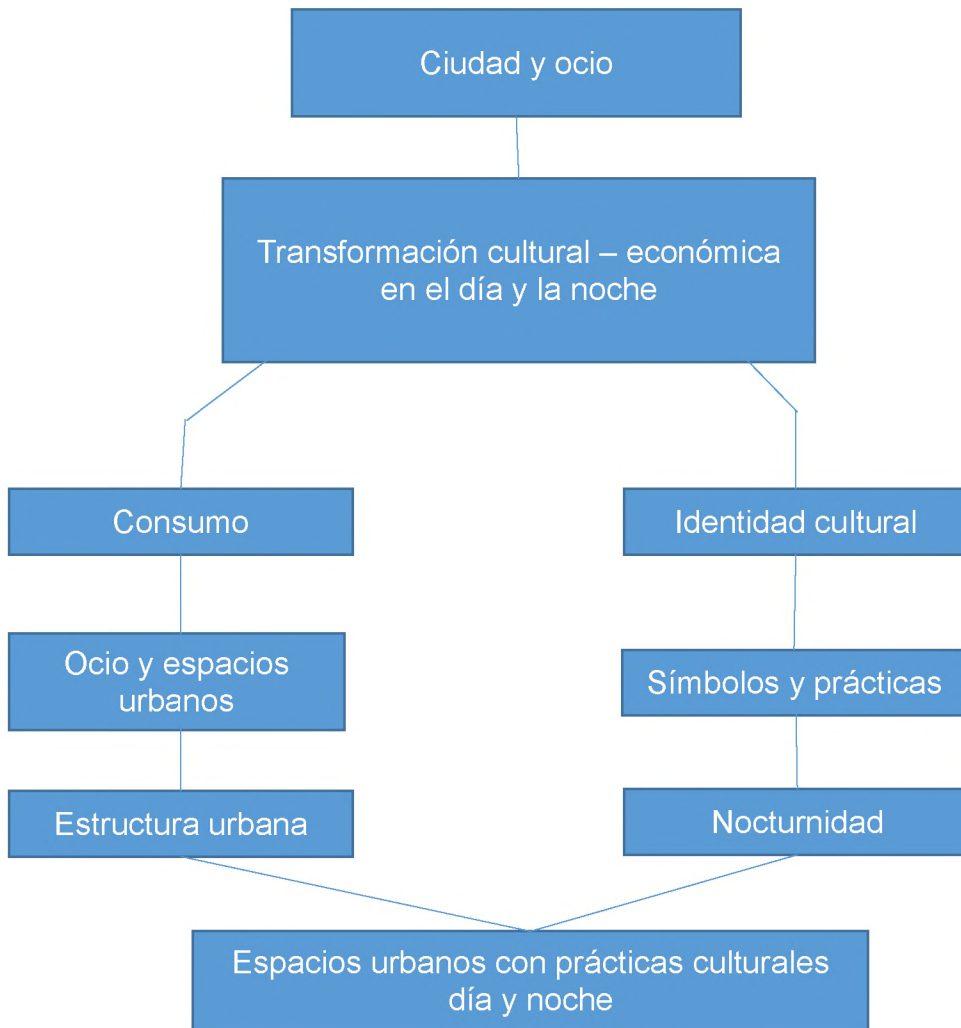 Ciudad y ocio
Transformación cultural – económica
en el día y la noche
Consumo
Identidad cultural
Ocio y espacios
urbanos
Símbolos y prácticas
Estructura urbana
Nocturnidad
Espacios urbanos con prácticas culturales
día y noche